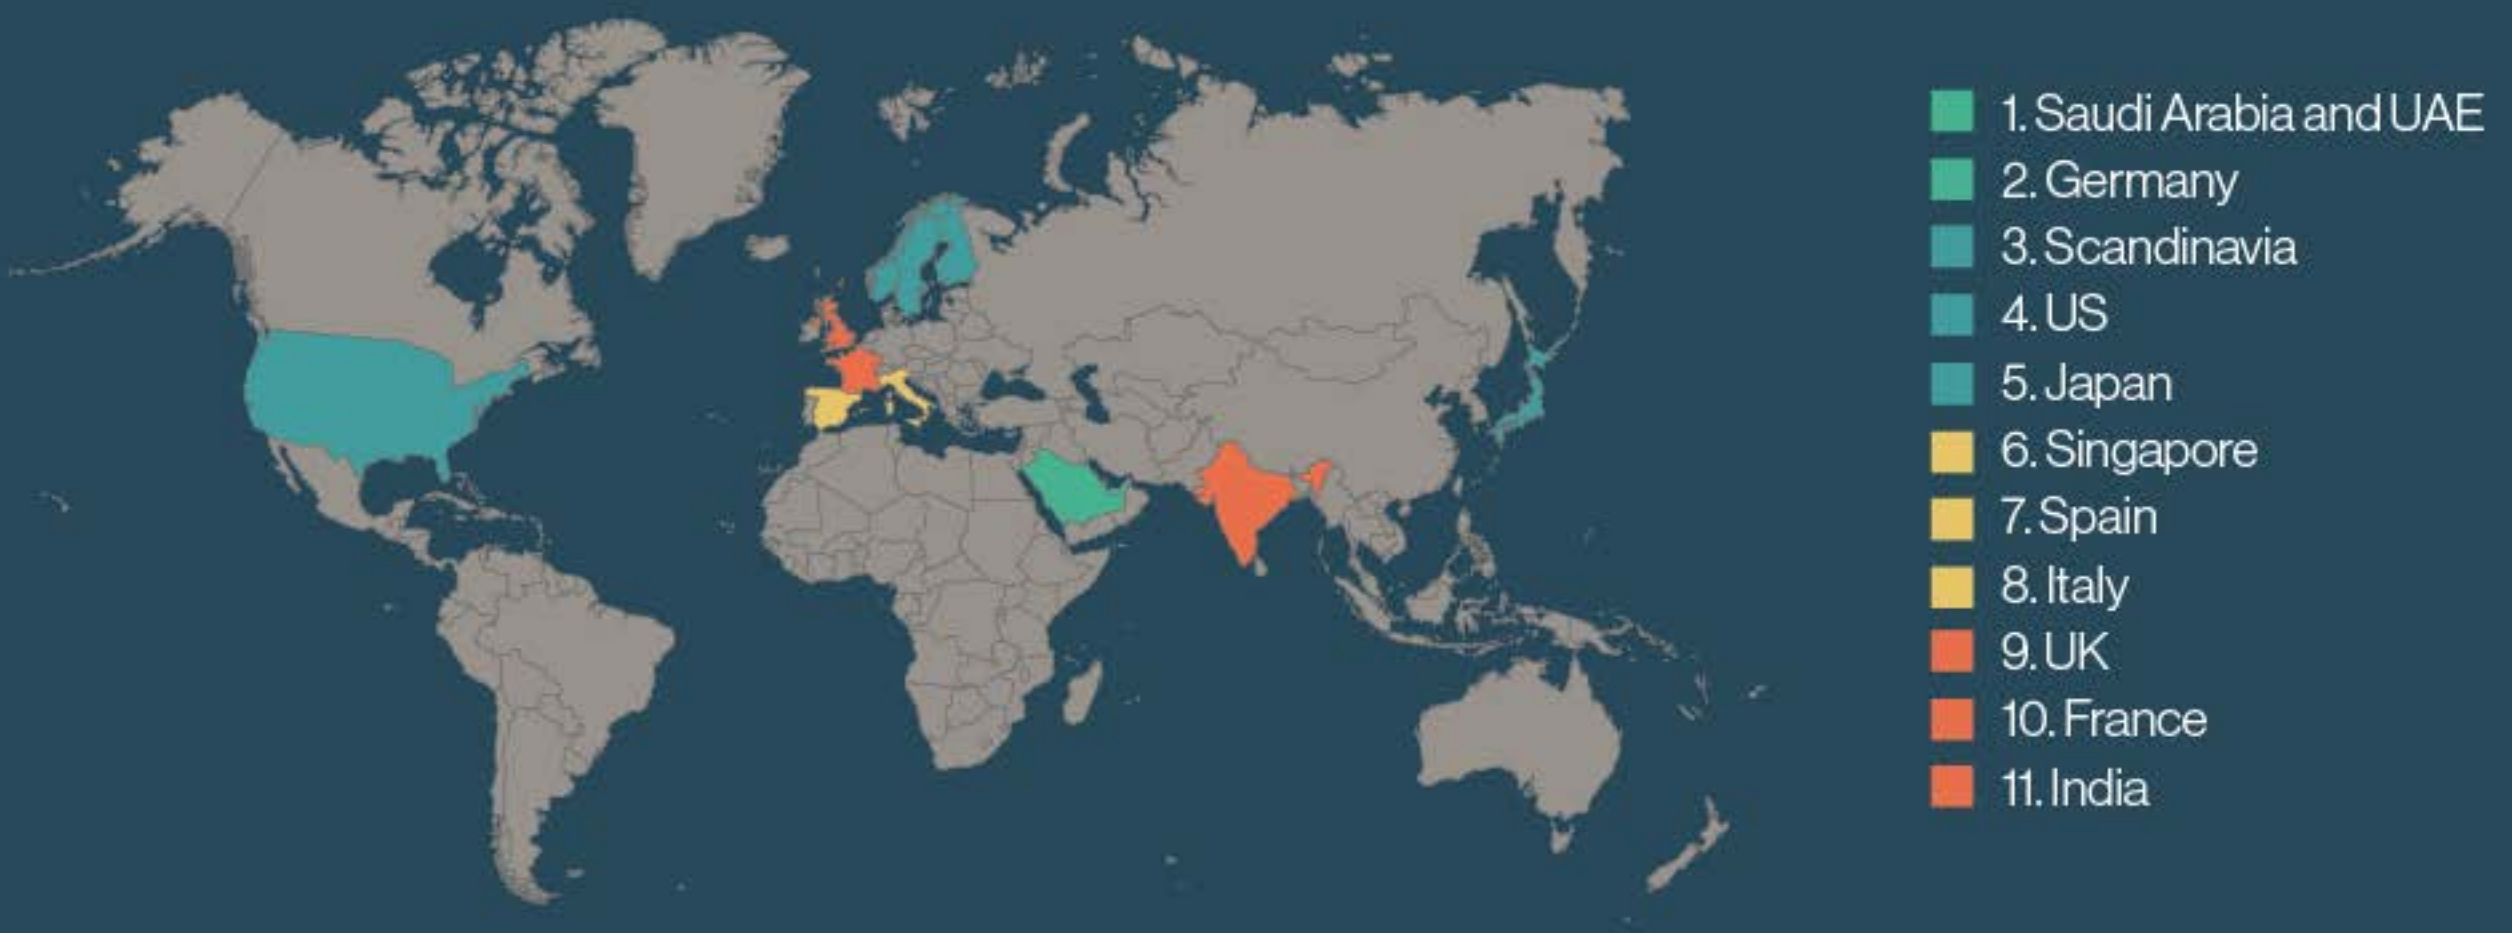 1. Saudi Arabia and UAE
2. Germany
3. Scandinavia
4. US
5. Japan
6. Singapore
7. Spain
8. Italy
9. UK
10. France
11. India